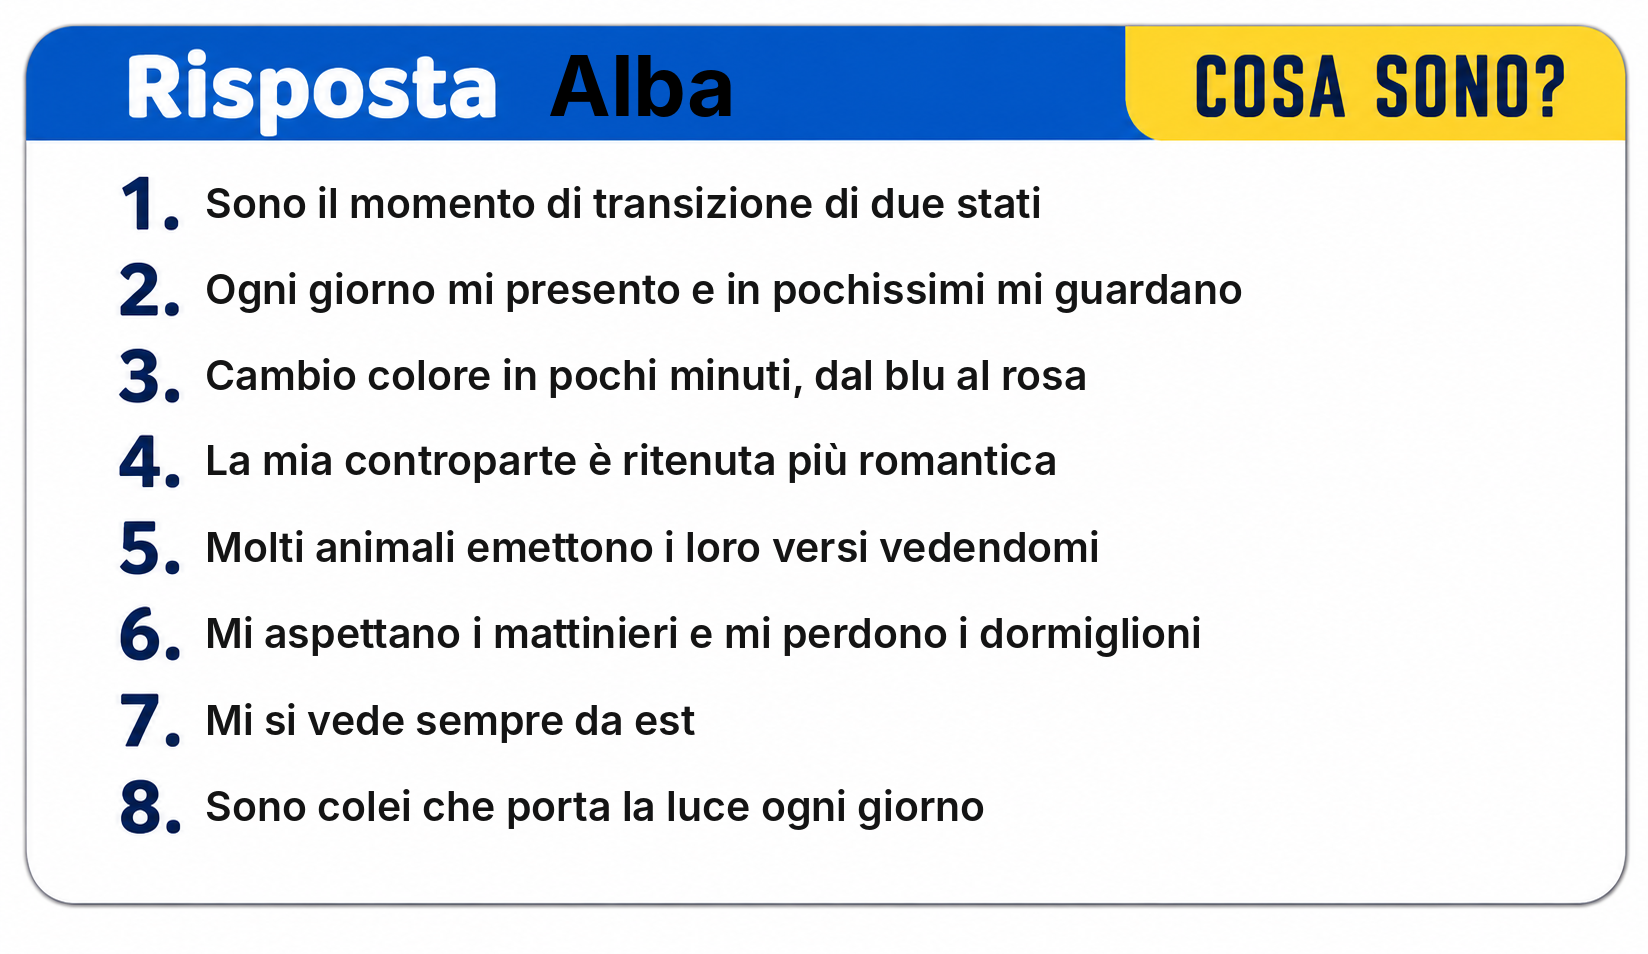 Risposta Alba
COSA SONO?
1. Sono il momento di transizione di due stati
2. Ogni giorno mi presento e in pochissimi mi guardano
3. Cambio colore in pochi minuti, dal blu al rosa
4. La mia controparte è ritenuta più romantica
5. Molti animali emettono i loro versi vedendomi
6. Mi aspettano i mattinieri e mi perdono i dormiglioni
7. Mi si vede sempre da est
8. Sono colei che porta la luce ogni giorno